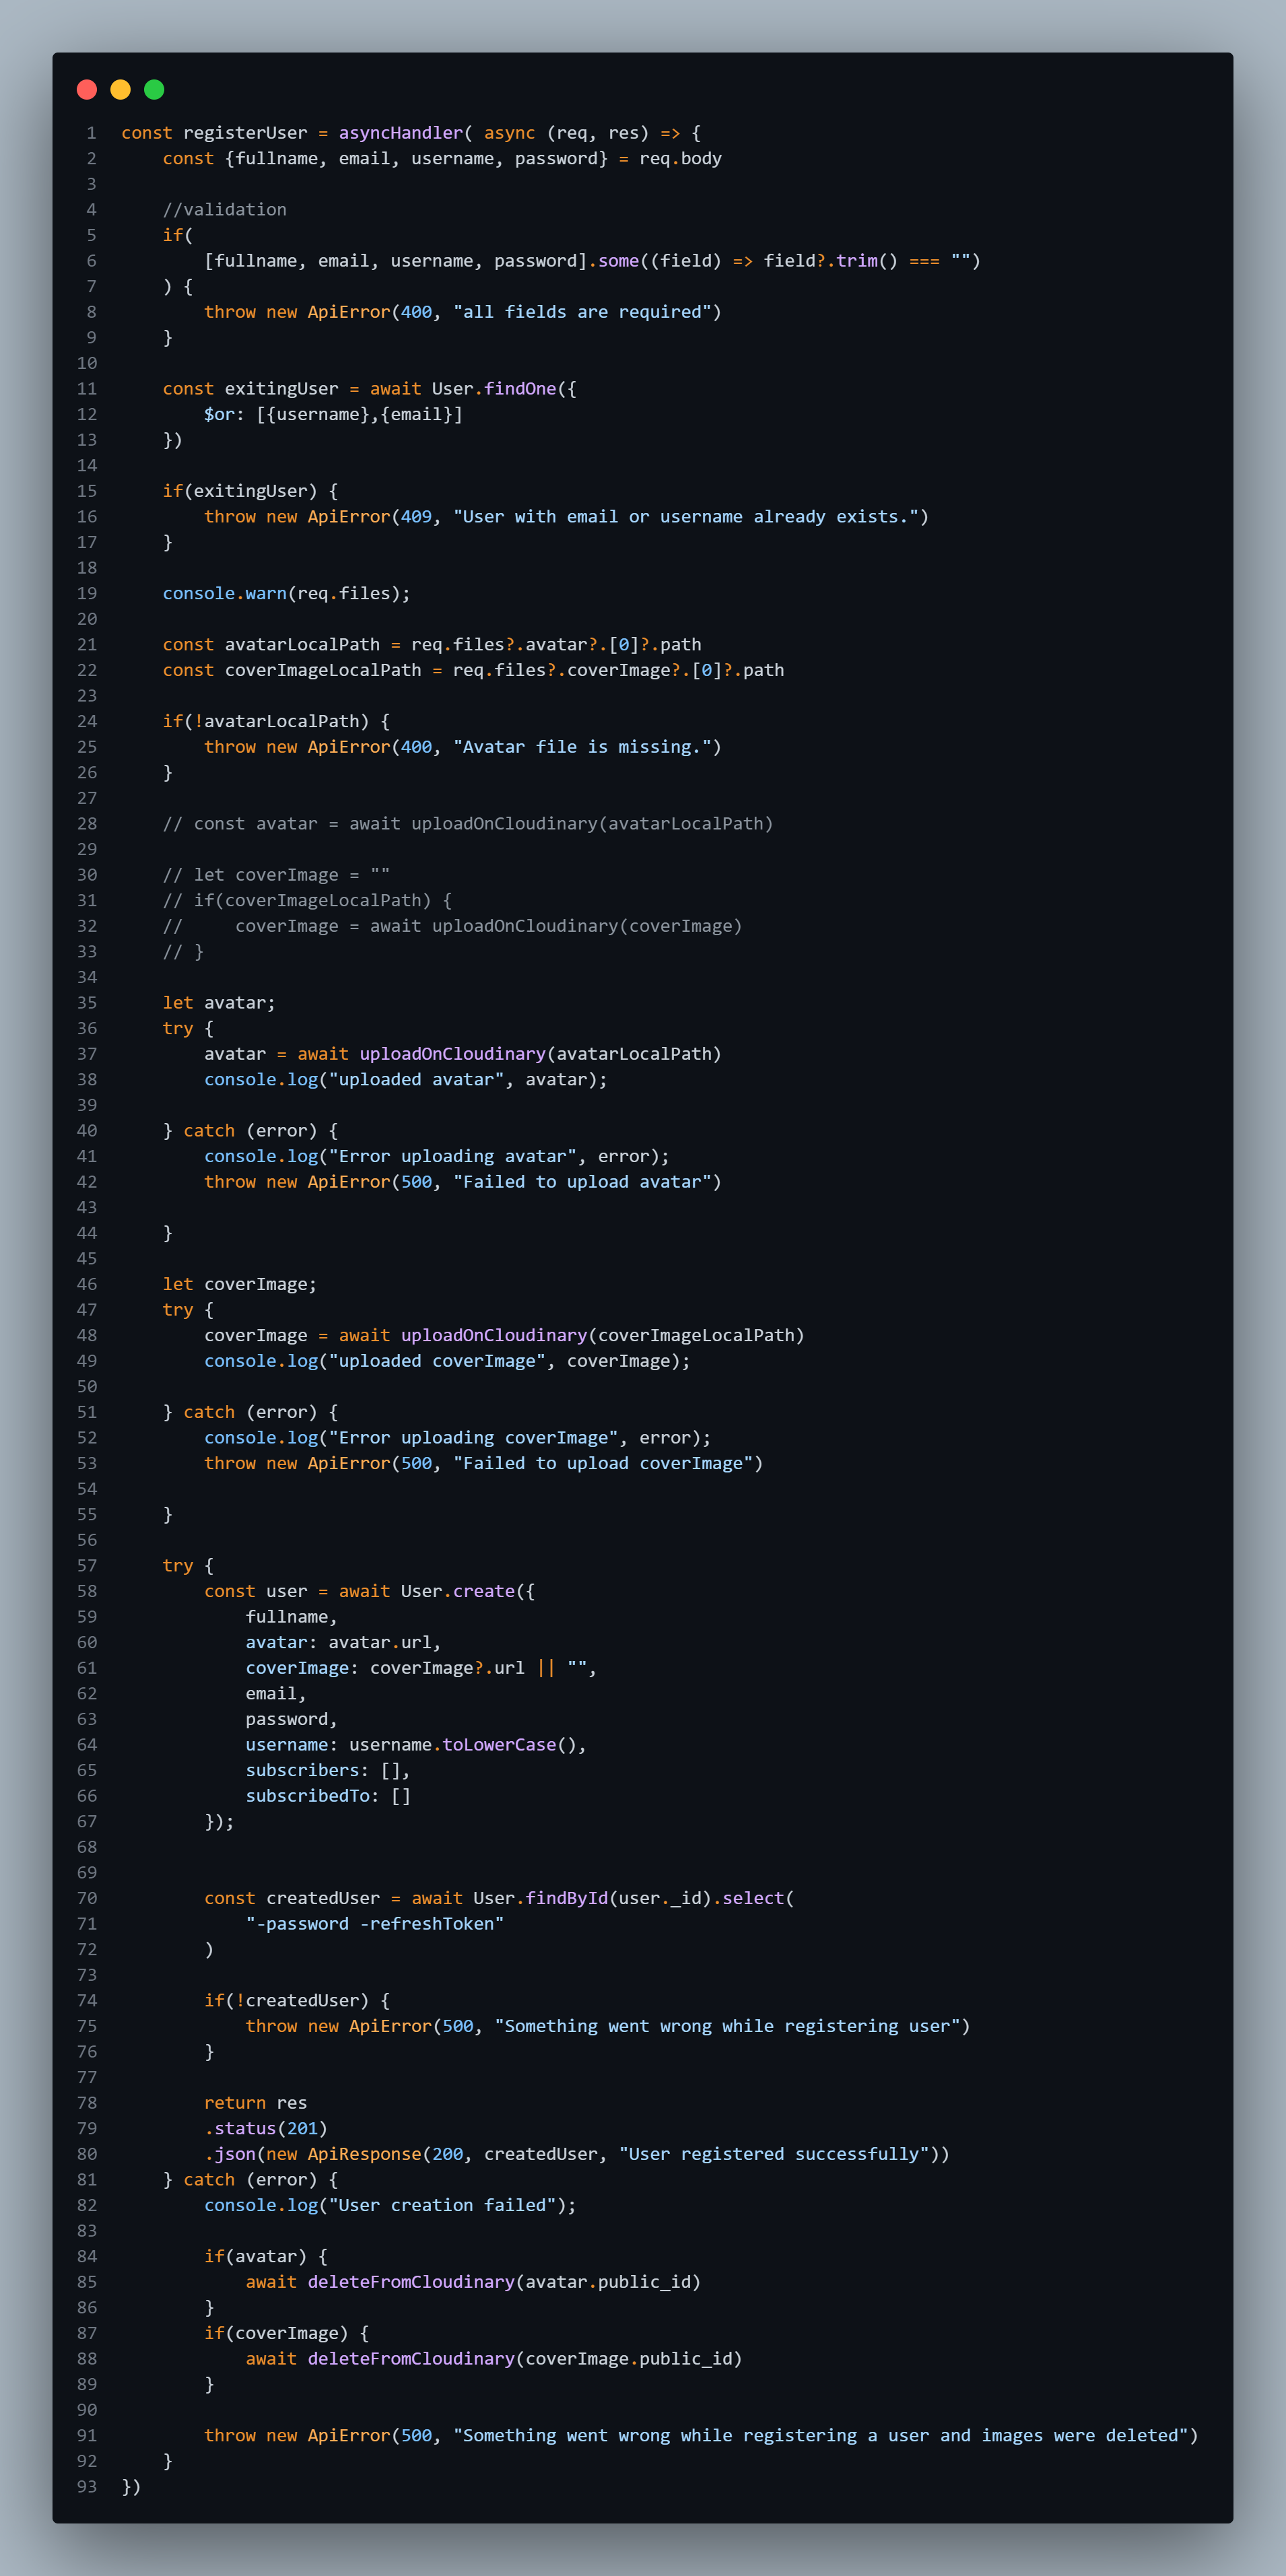 1 const registerUser = asyncHandler( async (req, res) => {
2     const {fullname, email, username, password} = req.body
3
4     //validation
5     if(
6         [fullname, email, username, password].some((field) => field?.trim() === "")
7     ) {
8         throw new ApiError(400, "all fields are required")
9     }
10
11     const exitingUser = await User.findOne({
12         $or: [{username},{email}]
13     })
14
15     if(exitingUser) {
16         throw new ApiError(409, "User with email or username already exists.")
17     }
18
19     console.warn(req.files);
20
21     const avatarLocalPath = req.files?.avatar?.[0]?.path
22     const coverImageLocalPath = req.files?.coverImage?.[0]?.path
23
24     if(!avatarLocalPath) {
25         throw new ApiError(400, "Avatar file is missing.")
26     }
27
28     // const avatar = await uploadOnCloudinary(avatarLocalPath)
29
30     // let coverImage = ""
31     // if(coverImageLocalPath) {
32     //     coverImage = await uploadOnCloudinary(coverImage)
33     // }
34
35     let avatar;
36     try {
37         avatar = await uploadOnCloudinary(avatarLocalPath)
38         console.log("uploaded avatar", avatar);
39
40     } catch (error) {
41         console.log("Error uploading avatar", error);
42         throw new ApiError(500, "Failed to upload avatar")
43
44     }
45
46     let coverImage;
47     try {
48         coverImage = await uploadOnCloudinary(coverImageLocalPath)
49         console.log("uploaded coverImage", coverImage);
50
51     } catch (error) {
52         console.log("Error uploading coverImage", error);
53         throw new ApiError(500, "Failed to upload coverImage")
54
55     }
56
57     try {
58         const user = await User.create({
59             fullname,
60             avatar: avatar.url,
61             coverImage: coverImage?.url || "",
62             email,
63             password,
64             username: username.toLowerCase(),
65             subscribers: [],
66             subscribedTo: []
67         });
68
69
70         const createdUser = await User.findById(user._id).select(
71             "-password -refreshToken"
72         )
73
74         if(!createdUser) {
75             throw new ApiError(500, "Something went wrong while registering user")
76         }
77
78         return res
79         .status(201)
80         .json(new ApiResponse(200, createdUser, "User registered successfully"))
81     } catch (error) {
82         console.log("User creation failed");
83
84         if(avatar) {
85             await deleteFromCloudinary(avatar.public_id)
86         }
87         if(coverImage) {
88             await deleteFromCloudinary(coverImage.public_id)
89         }
90
91         throw new ApiError(500, "Something went wrong while registering a user and images were deleted")
92     }
93 })